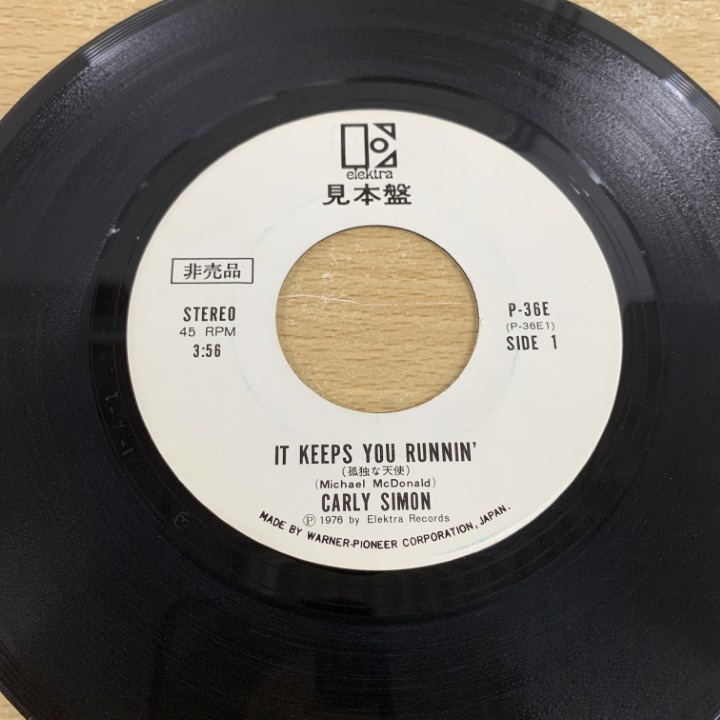 elektra
見本盤
非売品
STEREO
45 RPM
3:56
P-36E
(P-36E1)
SIDE 1
IT KEEPS YOU RUNNIN'
(孤独な天使)
(Michael McDonald)
CARLY SIMON
Ⓟ 1976 by Elektra Records
MADE BY WARNER-PIONEER CORPORATION, JAPAN.